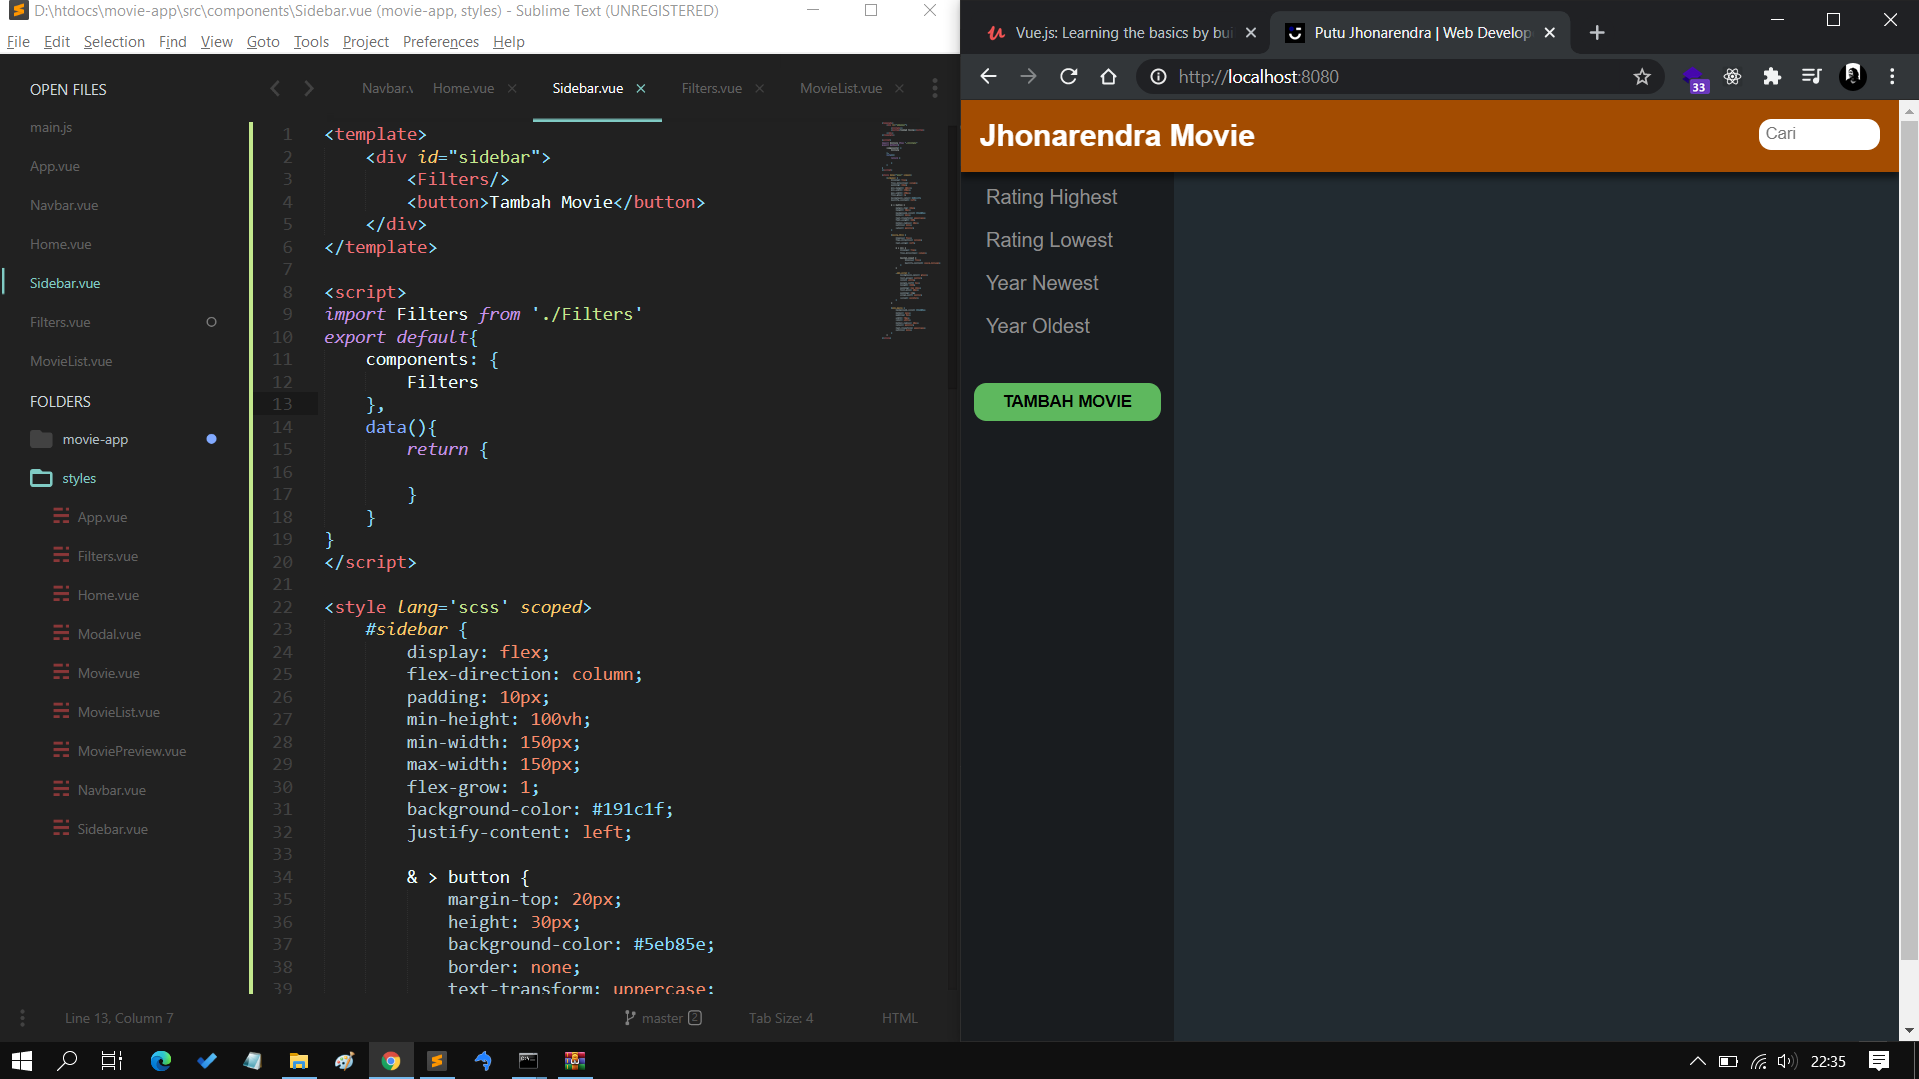 D:\htdocs\movie-app\src\components\Sidebar.vue (movie-app, styles) - Sublime Text (UNREGISTERED)
File Edit Selection Find View Goto Tools Project Preferences Help
OPEN FILES
main.js
App.vue
Navbar.vue
Home.vue
Sidebar.vue
Filters.vue
MovieList.vue
FOLDERS
movie-app
styles
App.vue
Filters.vue
Home.vue
Modal.vue
Movie.vue
MovieList.vue
MoviePreview.vue
Navbar.vue
Sidebar.vue
Navbar.v Home.vue Sidebar.vue Filters.vue MovieList.vue
1 <template>
2 <div id="sidebar">
3 <Filters/>
4 <button>Tambah Movie</button>
5 </div>
6 </template>
7
8 <script>
9 import Filters from './Filters'
10 export default{
11 components: {
12 Filters
13 },
14 data(){
15 return {
16
17 }
18 }
19 }
20 </script>
21
22 <style lang='scss' scoped>
23 #sidebar {
24 display: flex;
25 flex-direction: column;
26 padding: 10px;
27 min-height: 100vh;
28 min-width: 150px;
29 max-width: 150px;
30 flex-grow: 1;
31 background-color: #191c1f;
32 justify-content: left;
33
34 & > button {
35 margin-top: 20px;
36 height: 30px;
37 background-color: #5eb85e;
38 border: none;
39 text-transform: uppercase;
Line 13, Column 7 master 2 Tab Size: 4 HTML
Vue.js: Learning the basics by bui Putu Jhonarendra | Web Develop
http://localhost:8080
33
Jhonarendra Movie
Cari
Rating Highest
Rating Lowest
Year Newest
Year Oldest
TAMBAH MOVIE
22:35